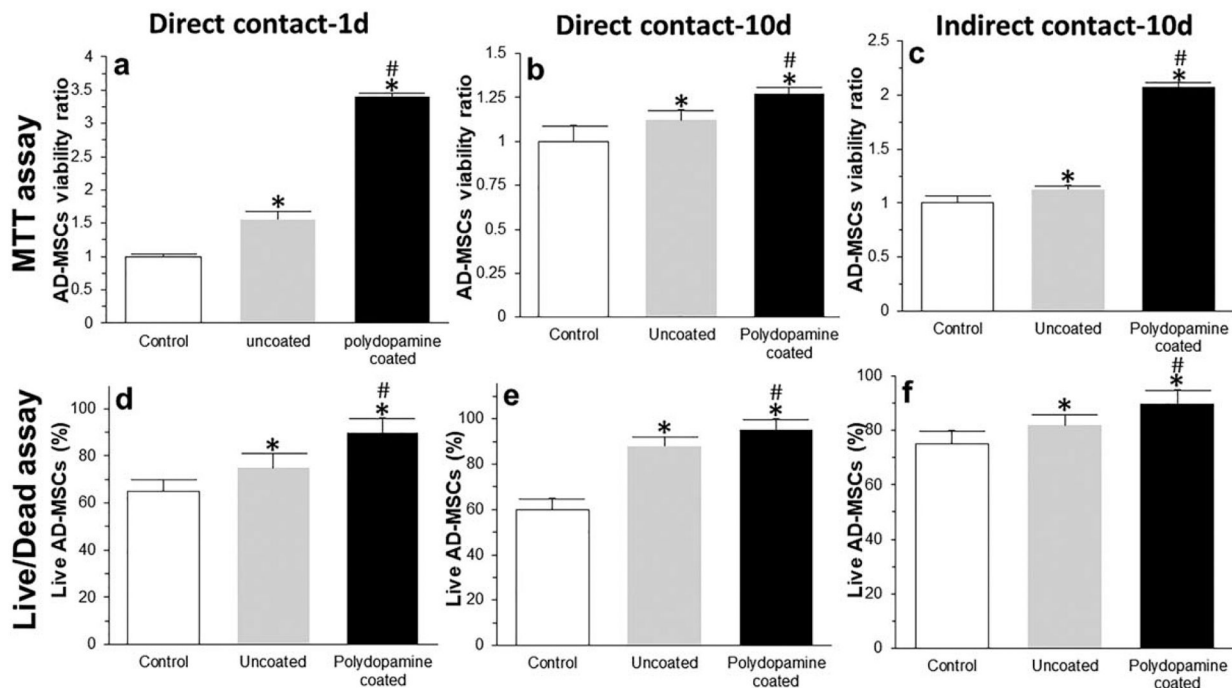 Direct contact-1d
Direct contact-10d
Indirect contact-10d
MTT assay
a
AD-MSCs viability ratio
4
3.5
3
2.5
2
1.5
1
0.5
0
*
#
*
Control
uncoated
polydopamine
coated
b
AD-MSCs viability ratio
1.50
1.25
1
0.75
0.50
0.25
0
*
#
*
Control
Uncoated
Polydopamine
coated
c
AD-MSCs viability ratio
2.5
2
1.5
1
0.5
0
*
#
*
Control
Uncoated
Polydopamine
coated
Live/Dead assay
d
Live AD-MSCs (%)
100
80
60
40
20
0
*
#
*
Control
Uncoated
Polydopamine
coated
e
Live AD-MSCs (%)
100
80
60
40
20
0
*
#
*
Control
Uncoated
Polydopamine
coated
f
Live AD-MSCs (%)
100
80
60
40
20
0
*
#
*
Control
Uncoated
Polydopamine
coated